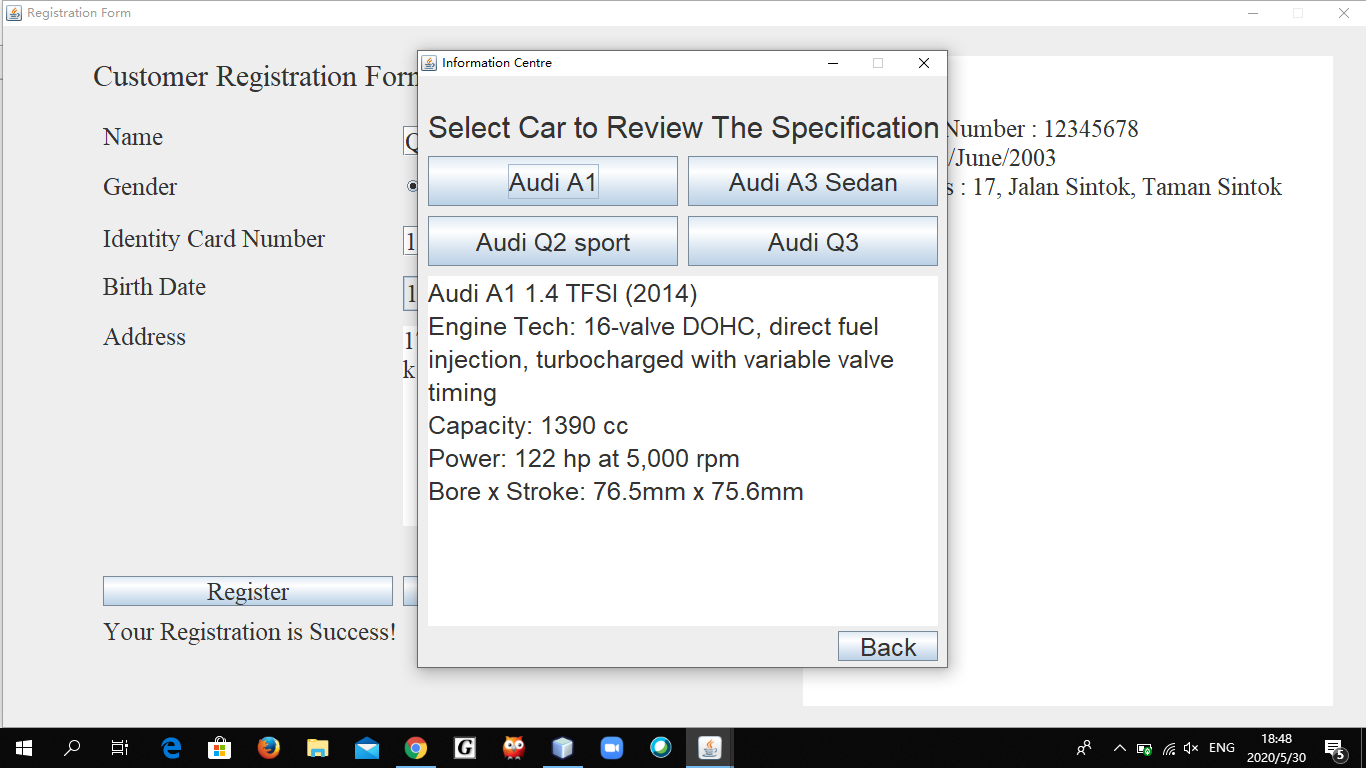 Registration Form
Customer Registration Form
Name
Gender
Identity Card Number
Birth Date
Address
Register
Your Registration is Success!
Information Centre
Select Car to Review The Specification
Audi A1
Audi A3 Sedan
Audi Q2 sport
Audi Q3
Audi A1 1.4 TFSI (2014)
Engine Tech: 16-valve DOHC, direct fuel
injection, turbocharged with variable valve
timing
Capacity: 1390 cc
Power: 122 hp at 5,000 rpm
Bore x Stroke: 76.5mm x 75.6mm
Back
Number : 12345678
/June/2003
s : 17, Jalan Sintok, Taman Sintok
ENG
18:48
2020/5/30
5